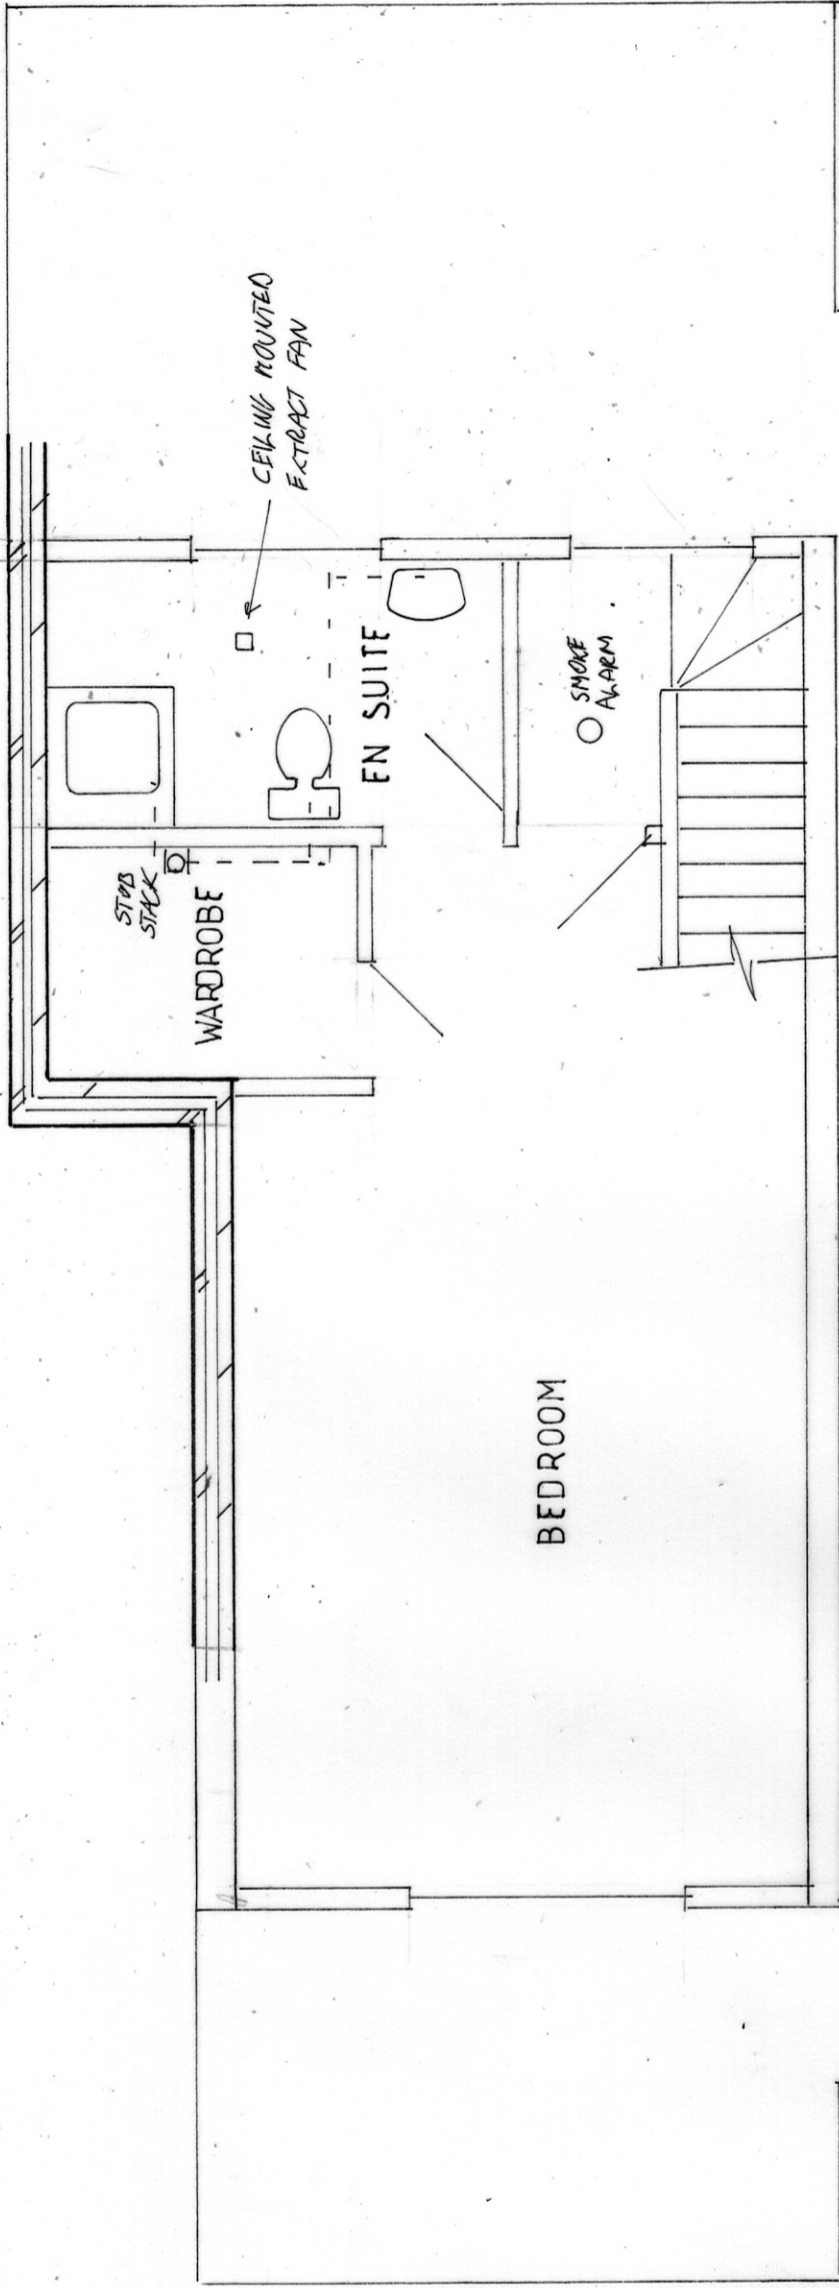 CEILING MOUNTED
EXTRACT FAN
EN SUITE
SMOKE
ALARM
STUB
STACK
WARDROBE
BEDROOM